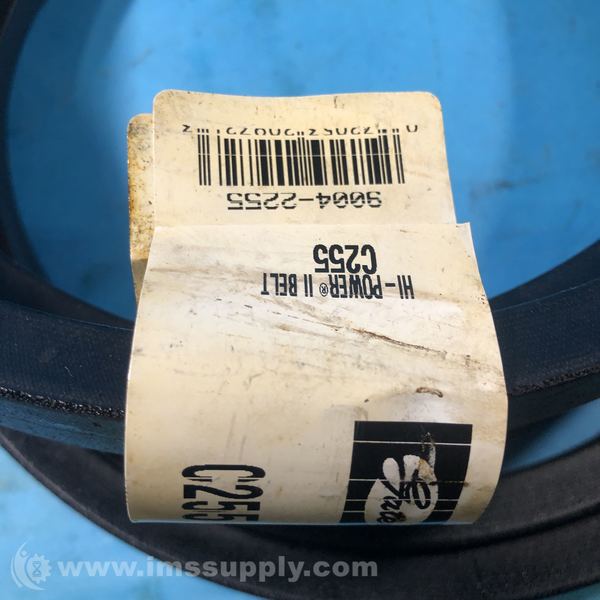 HI-POWER® II BELT
C255
9004-2255
C255
Gates
www.imssupply.com